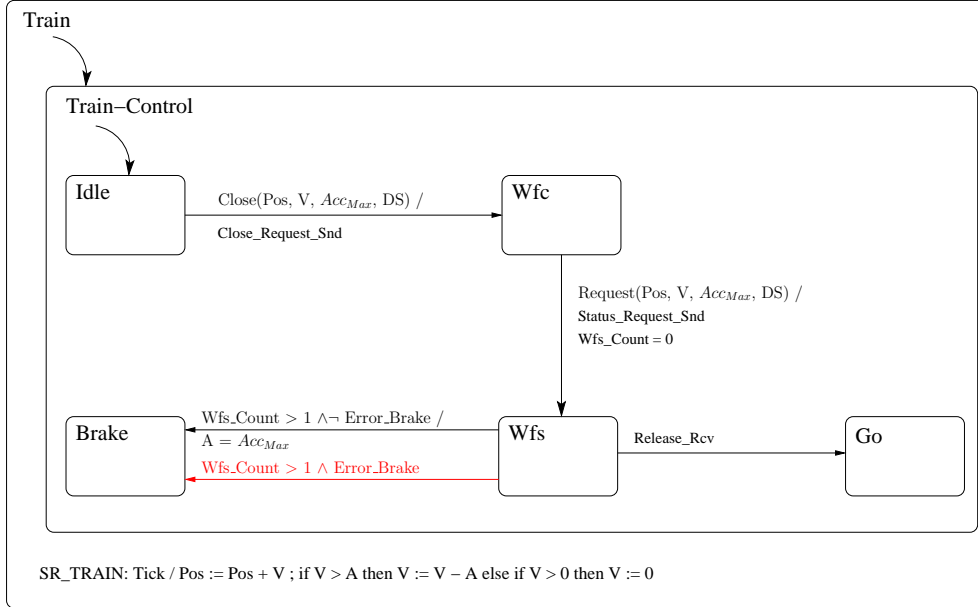 Train
Train−Control
Idle
Close(Pos, V, Acc_Max, DS) /
Close_Request_Snd
Wfc
Request(Pos, V, Acc_Max, DS) /
Status_Request_Snd
Wfs_Count = 0
Brake
Wfs_Count > 1 ∧¬ Error_Brake /
A = Acc_Max
Wfs_Count > 1 ∧ Error_Brake
Wfs
Release_Rcv
Go
SR_TRAIN: Tick / Pos := Pos + V ; if V > A then V := V − A else if V > 0 then V := 0